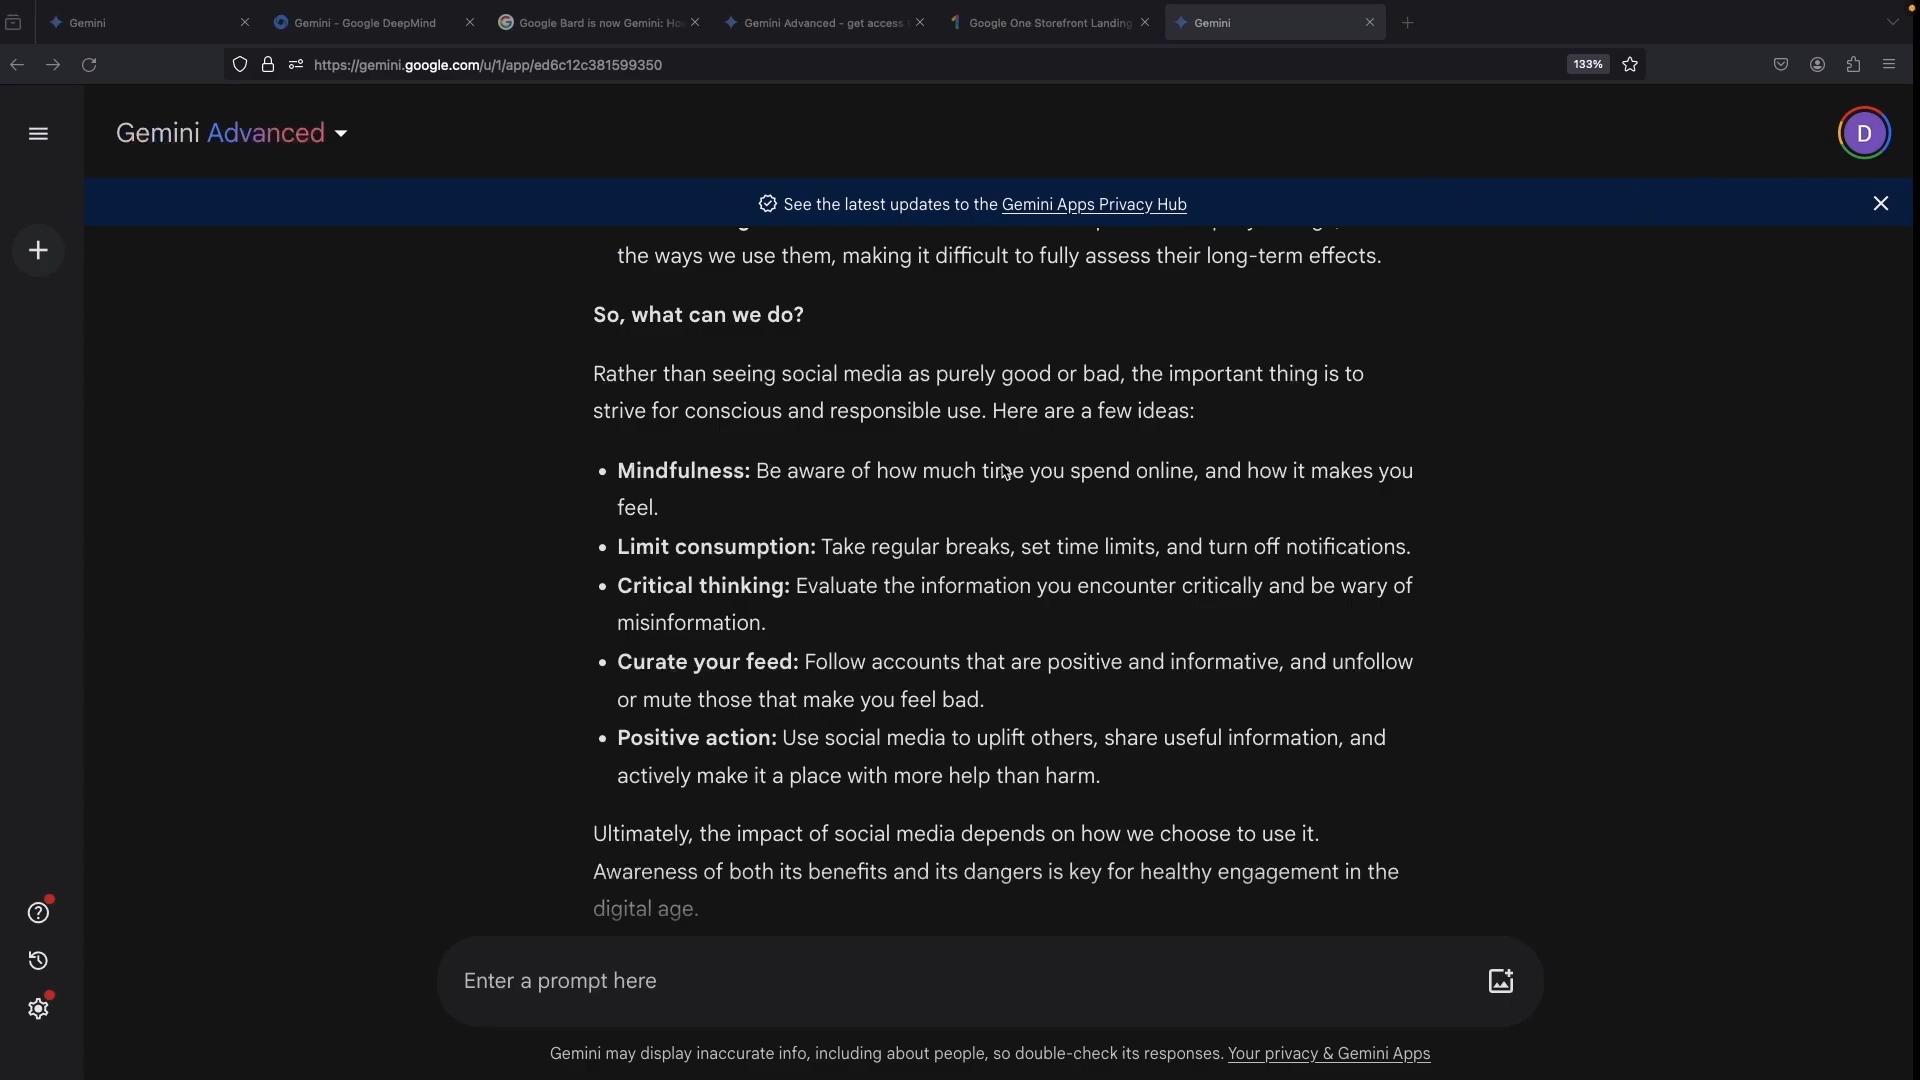 Gemini
Gemini - Google DeepMind
Google Bard is now Gemini: Ho
Gemini Advanced - get access
Google One Storefront Landing
Gemini
https://gemini.google.com/u/1/app/ed6c12c381599350
133%
Gemini Advanced
D
See the latest updates to the Gemini Apps Privacy Hub
the ways we use them, making it difficult to fully assess their long-term effects.
So, what can we do?
Rather than seeing social media as purely good or bad, the important thing is to
strive for conscious and responsible use. Here are a few ideas:
• Mindfulness: Be aware of how much time you spend online, and how it makes you
feel.
• Limit consumption: Take regular breaks, set time limits, and turn off notifications.
• Critical thinking: Evaluate the information you encounter critically and be wary of
misinformation.
• Curate your feed: Follow accounts that are positive and informative, and unfollow
or mute those that make you feel bad.
• Positive action: Use social media to uplift others, share useful information, and
actively make it a place with more help than harm.
Ultimately, the impact of social media depends on how we choose to use it.
Awareness of both its benefits and its dangers is key for healthy engagement in the
digital age.
Enter a prompt here
Gemini may display inaccurate info, including about people, so double-check its responses. Your privacy & Gemini Apps